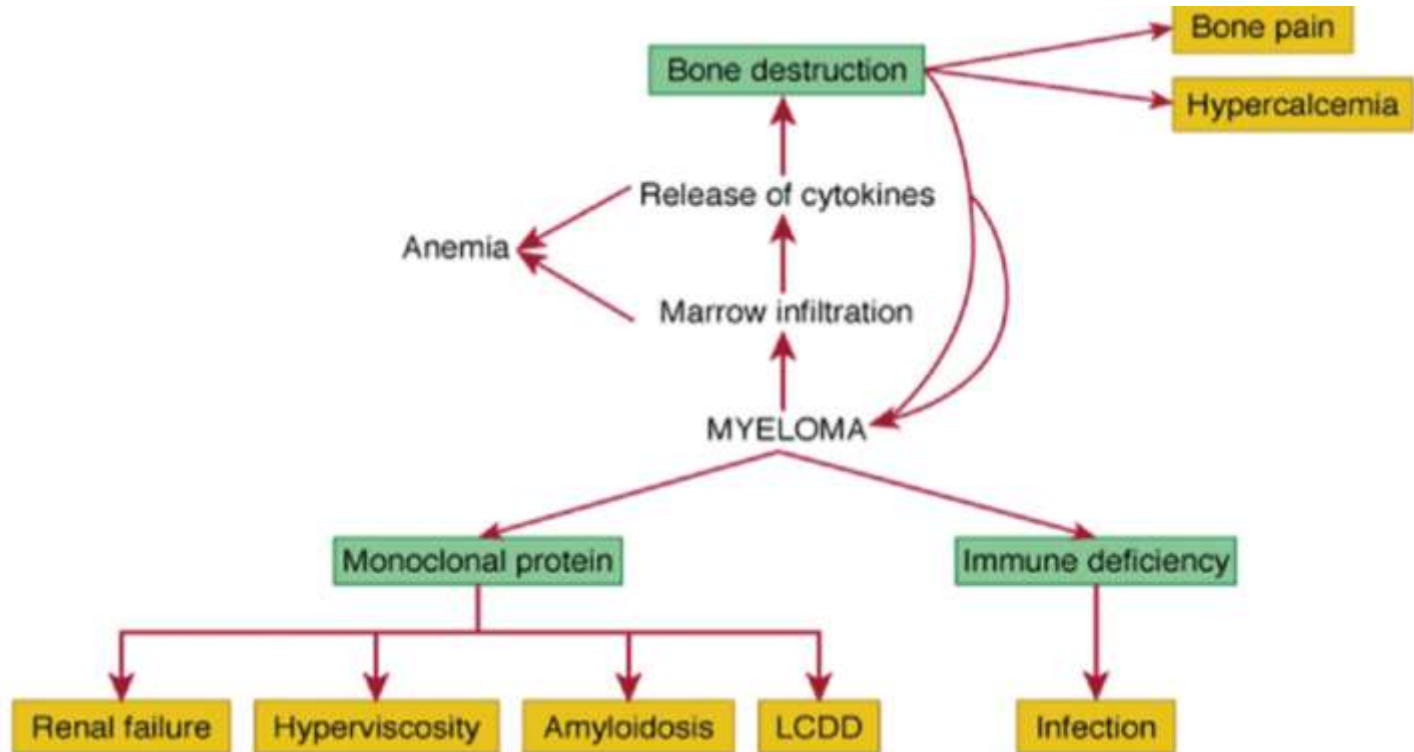 Bone pain
Bone destruction
Hypercalcemia
Release of cytokines
Anemia
Marrow infiltration
MYELOMA
Monoclonal protein
Immune deficiency
Renal failure
Hyperviscosity
Amyloidosis
LCDD
Infection